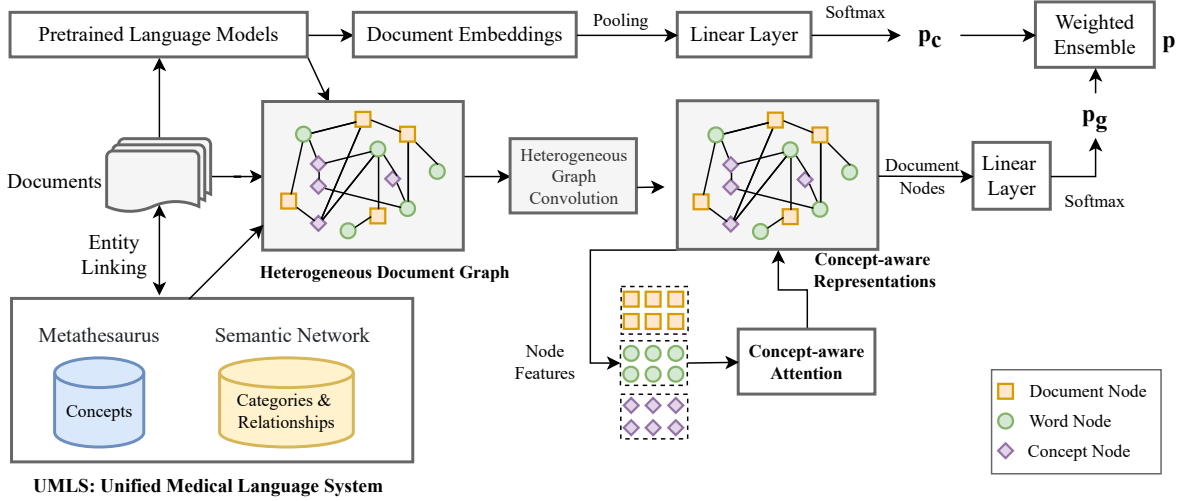 Pretrained Language Models
Document Embeddings
Pooling
Linear Layer
Softmax
p_c
Weighted
Ensemble
p
Documents
Entity
Linking
Heterogeneous Document Graph
Heterogeneous
Graph
Convolution
Concept-aware
Representations
Document
Nodes
Linear
Layer
Softmax
p_g
Metathesaurus
Concepts
Semantic Network
Categories &
Relationships
UMLS: Unified Medical Language System
Node
Features
Concept-aware
Attention
Document Node
Word Node
Concept Node